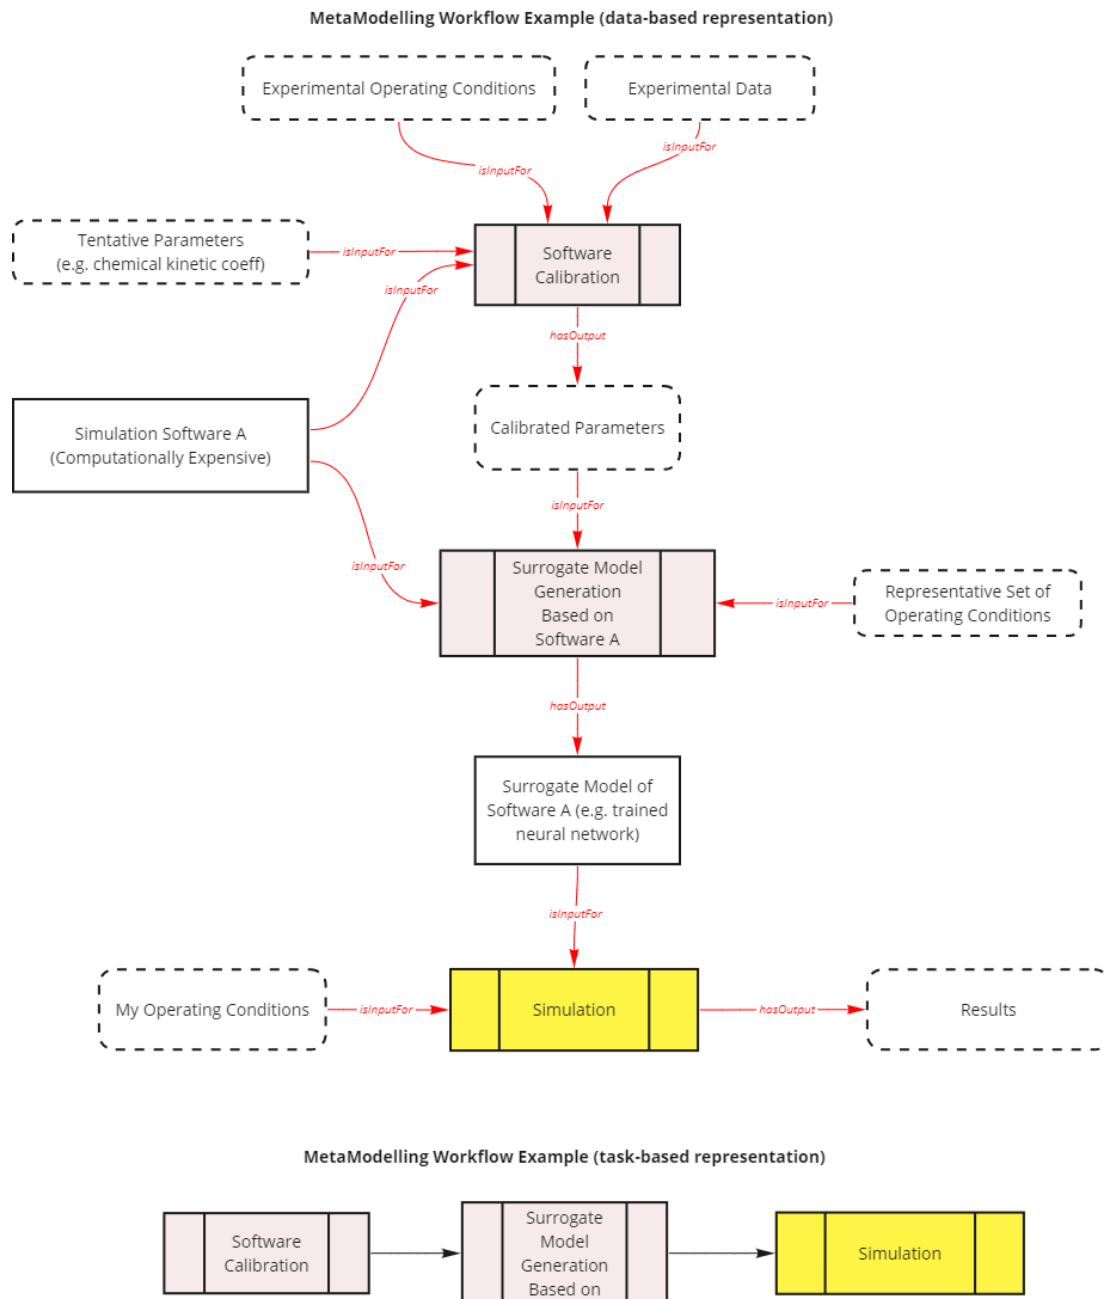 MetaModelling Workflow Example (data-based representation)
Experimental Operating Conditions
Experimental Data
isInputFor
isInputFor
Tentative Parameters
(e.g. chemical kinetic coeff)
isInputFor
Software
Calibration
isInputFor
hasOutput
Simulation Software A
(Computationally Expensive)
Calibrated Parameters
isInputFor
isInputFor
Surrogate Model
Generation
Based on
Software A
isInputFor
Representative Set of
Operating Conditions
hasOutput
Surrogate Model of
Software A (e.g. trained
neural network)
isInputFor
My Operating Conditions
isInputFor
Simulation
hasOutput
Results
MetaModelling Workflow Example (task-based representation)
Software
Calibration
Surrogate
Model
Generation
Based on
Simulation